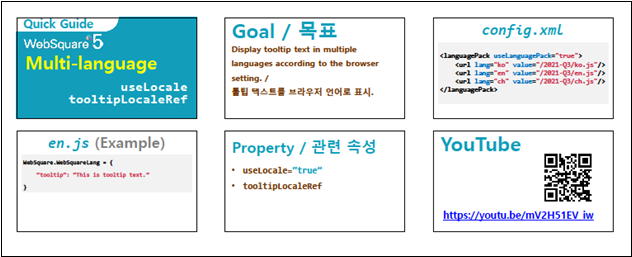 Quick Guide
WebSquare 5
Multi-language
useLocale
tooltipLocaleRef
Goal / 목표
Display tooltip text in multiple
languages according to the browser
setting. /
툴팁 텍스트를 브라우저 언어로 표시.
config.xml
<languagePack useLanguagePack="true">
<url lang="ko" value="/2021-Q3/ko.js"/>
<url lang="en" value="/2021-Q3/en.js"/>
<url lang="ch" value="/2021-Q3/ch.js"/>
</languagePack>
en.js (Example)
WebSquare.WebSquareLang = {
"tooltip": "This is tooltip text."
}
Property / 관련 속성
• useLocale="true"
• tooltipLocaleRef
YouTube
https://youtu.be/mV2H51EV_iw